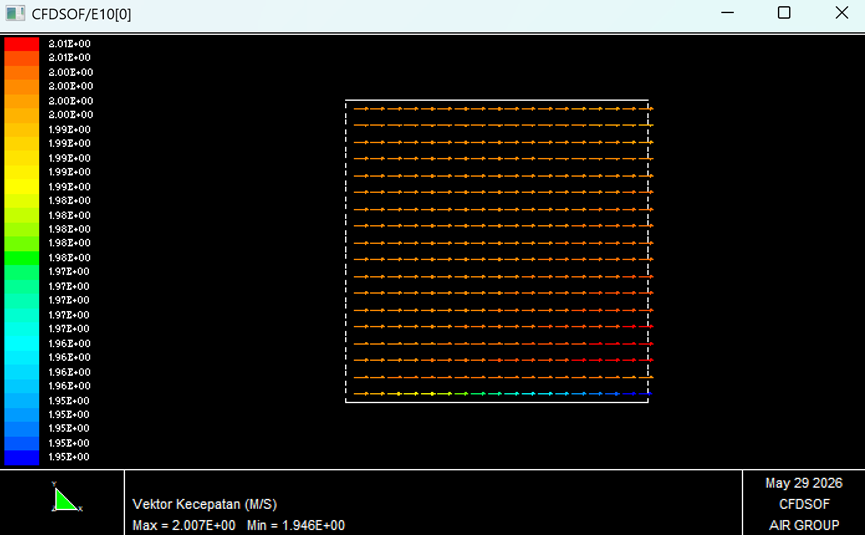 CFDSOF/E10[0]
2.01E+00
2.01E+00
2.00E+00
2.00E+00
2.00E+00
2.00E+00
1.99E+00
1.99E+00
1.99E+00
1.99E+00
1.99E+00
1.98E+00
1.98E+00
1.98E+00
1.98E+00
1.98E+00
1.97E+00
1.97E+00
1.97E+00
1.97E+00
1.97E+00
1.96E+00
1.96E+00
1.96E+00
1.96E+00
1.95E+00
1.95E+00
1.95E+00
1.95E+00
1.95E+00
Y
Z X
Vektor Kecepatan (M/S)
Max = 2.007E+00 Min = 1.946E+00
May 29 2026
CFDSOF
AIR GROUP